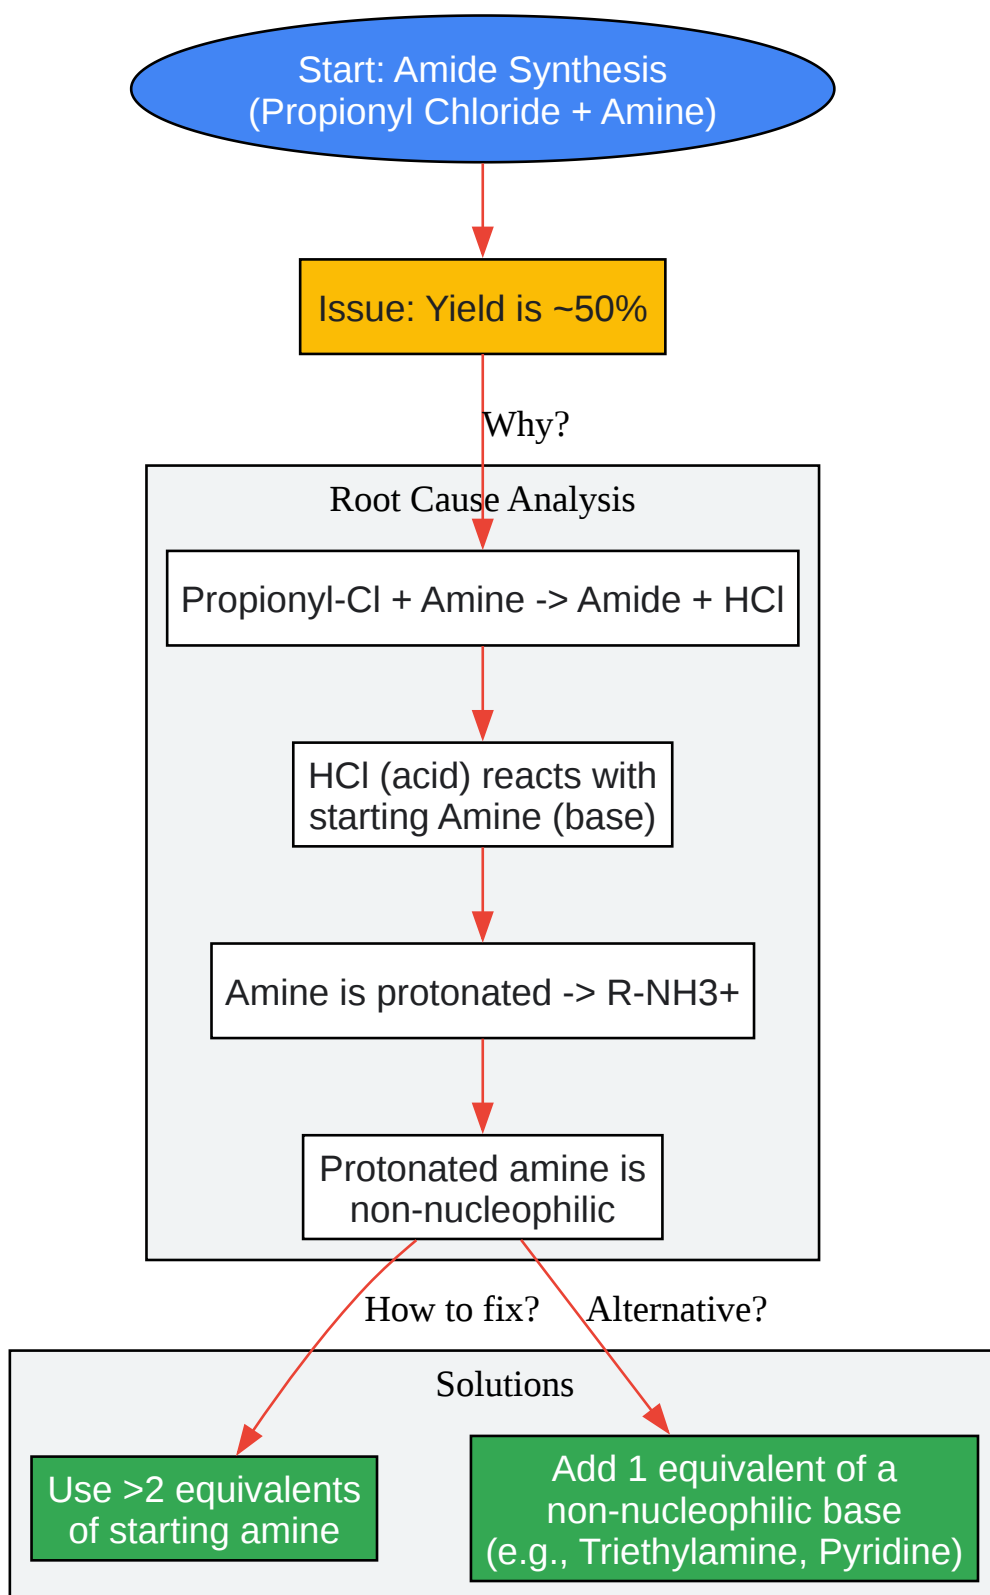 Start: Amide Synthesis
(Propionyl Chloride + Amine)
Issue: Yield is ~50%
Why?
Root Cause Analysis
Propionyl-Cl + Amine -> Amide + HCl
HCl (acid) reacts with
starting Amine (base)
Amine is protonated -> R-NH3+
Protonated amine is
non-nucleophilic
How to fix?
Alternative?
Solutions
Use >2 equivalents
of starting amine
Add 1 equivalent of a
non-nucleophilic base
(e.g., Triethylamine, Pyridine)